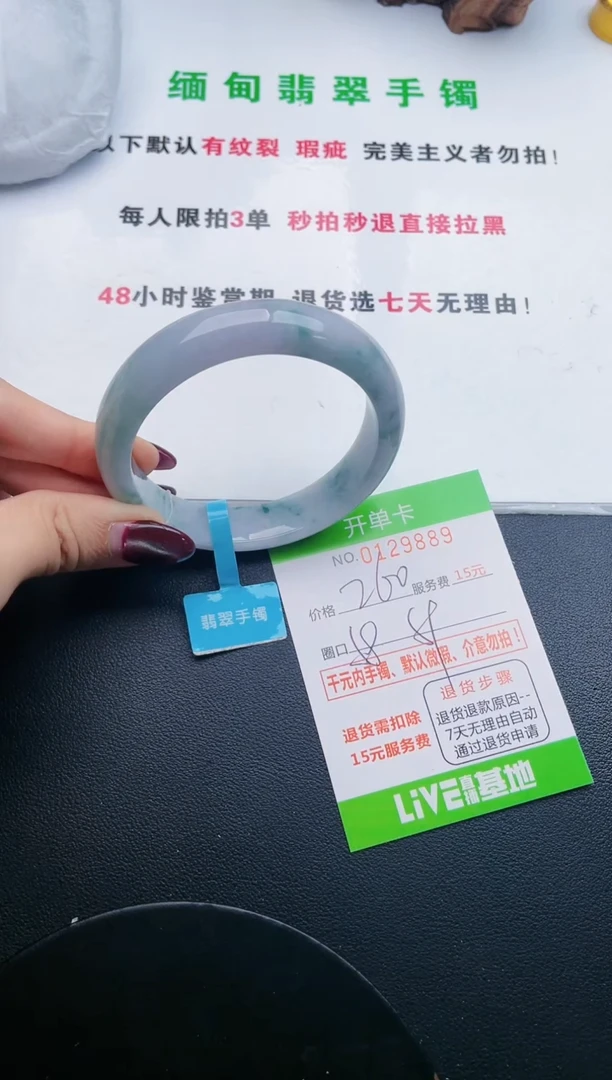 缅甸翡翠手镯
以下默认有纹裂 瑕疵 完美主义者勿拍！
每人限拍3单 秒拍秒退直接拉黑
48小时鉴赏期 退货选七天无理由！
翡翠手镯
开单卡
NO.0129889
价格 260 服务费 15元
圈口
千元内手镯、默认微瑕、介意勿拍！
退货需扣除
15元服务费
退货步骤
退货退款原因--
7天无理由自动
通过退货申请
LiVE直播基地